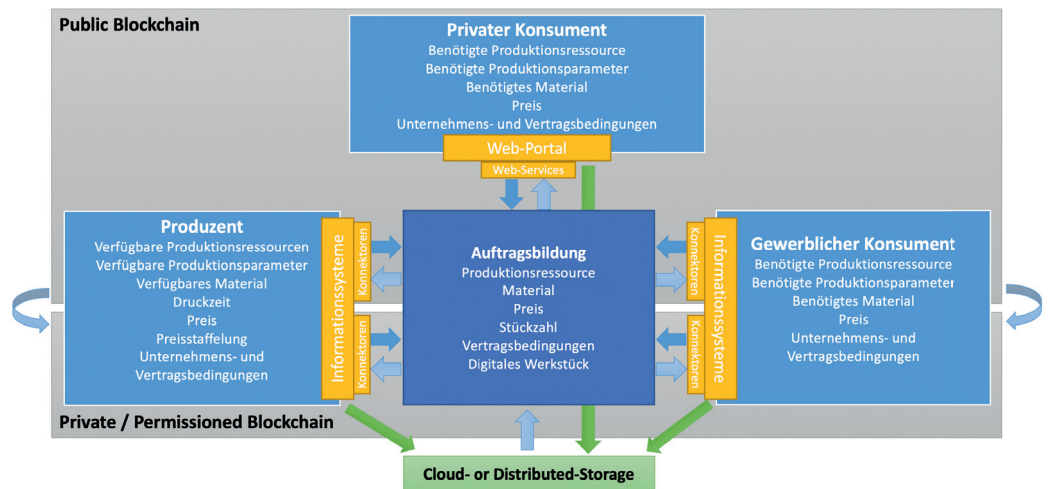 Public Blockchain
Privater Konsument
Benötigte Produktionsressource
Benötigte Produktionsparameter
Benötigtes Material
Preis
Unternehmens- und Vertragsbedingungen
Web-Portal
Web-Services
Produzent
Verfügbare Produktionsressourcen
Verfügbare Produktionsparameter
Verfügbares Material
Druckzeit
Preis
Preisstaffelung
Unternehmens- und
Vertragsbedingungen
Informationssysteme
Konnektoren
Konnektoren
Auftragsbildung
Produktionsressource
Material
Preis
Stückzahl
Vertragsbedingungen
Digitales Werkstück
Konnektoren
Konnektoren
Informationssysteme
Gewerblicher Konsument
Benötigte Produktionsressource
Benötigte Produktionsparameter
Benötigtes Material
Preis
Unternehmens- und
Vertragsbedingungen
Private / Permissioned Blockchain
Cloud- or Distributed-Storage